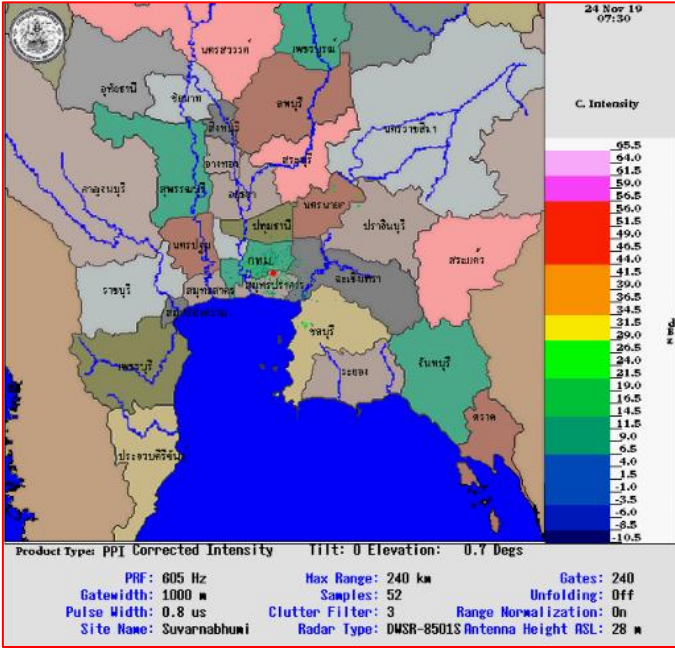 24 Nov 19
07:30
C. Intensity
นครสวรรค์
เพชรบูรณ์
อุทัยธานี
ชัยนาท
ลพบุรี
สิงหบุรี
นครราชสีมา
อ่างทอง
สระบุรี
กาญจนบุรี
สุพรรณบุรี
อยุธยา
นครนายก
ปราจีนบุรี
ปทุมธานี
นครปฐม
กทม.
สระแก้ว
ราชบุรี
สมุทรสาคร
สมุทรปราการ
ฉะเชิงเทรา
ชลบุรี
เพชรบุรี
ระยอง
จันทบุรี
ตราด
65.5
64.0
61.5
59.0
56.5
56.0
51.5
49.0
46.5
44.0
41.5
39.0
36.5
34.5
31.5
29.0
26.5
24.0
21.5
19.0
16.5
14.5
11.5
9.0
6.5
4.0
1.5
-1.0
-3.5
-6.0
-8.5
-10.5
Product Type: PPI Corrected Intensity Tilt: 0 Elevation: 0.7 Degs
PRF: 605 Hz Max Range: 240 km Gates: 240
Gatewidth: 1000 m Samples: 52 Unfolding: Off
Pulse Width: 0.8 us Clutter Filter: 3 Range Normalization: On
Site Name: Suvarnabhumi Radar Type: DWSR-8501S Antenna Height ASL: 28 m